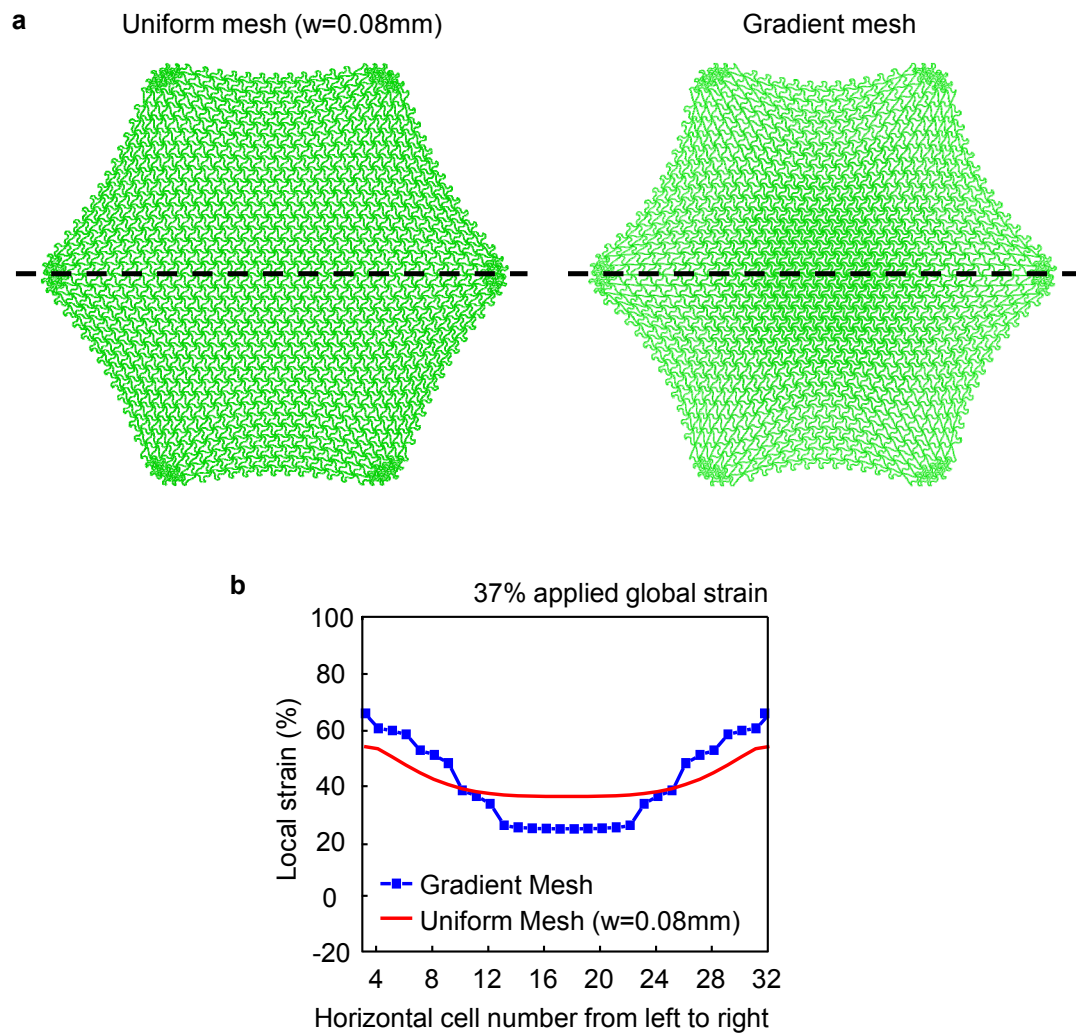 a
Uniform mesh (w=0.08mm)
Gradient mesh
b
37% applied global strain
100
80
60
40
20
0
-20
Local strain (%)
Gradient Mesh
Uniform Mesh (w=0.08mm)
4 8 12 16 20 24 28 32
Horizontal cell number from left to right